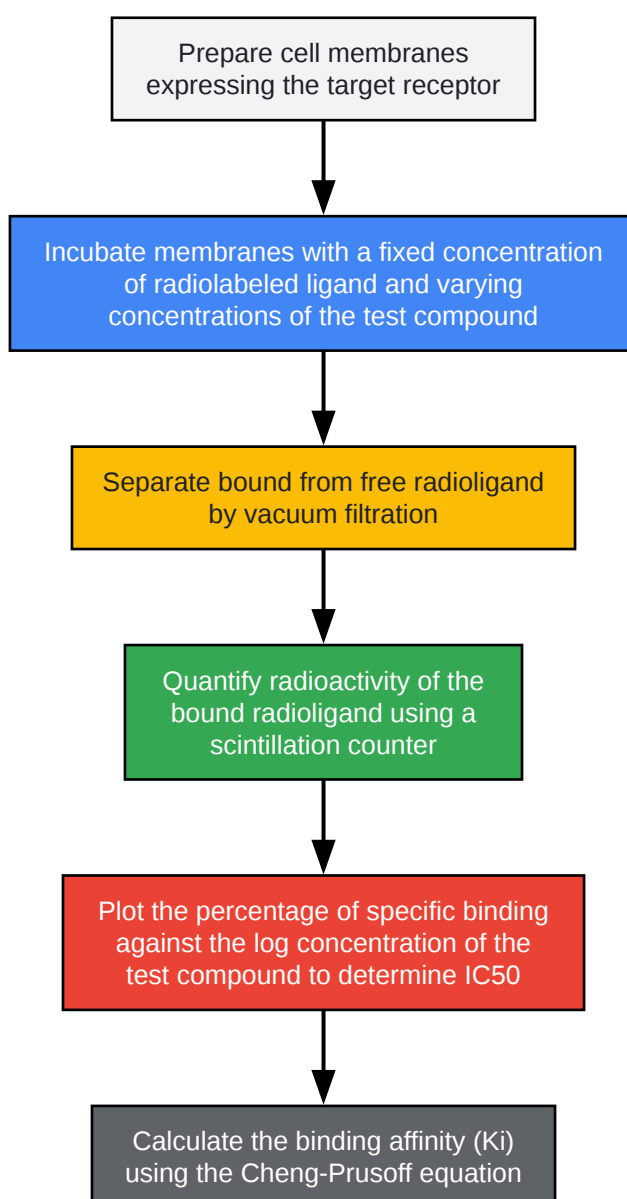 Prepare cell membranes
expressing the target receptor
Incubate membranes with a fixed concentration
of radiolabeled ligand and varying
concentrations of the test compound
Separate bound from free radioligand
by vacuum filtration
Quantify radioactivity of the
bound radioligand using a
scintillation counter
Plot the percentage of specific binding
against the log concentration of the
test compound to determine IC50
Calculate the binding affinity (Ki)
using the Cheng-Prusoff equation